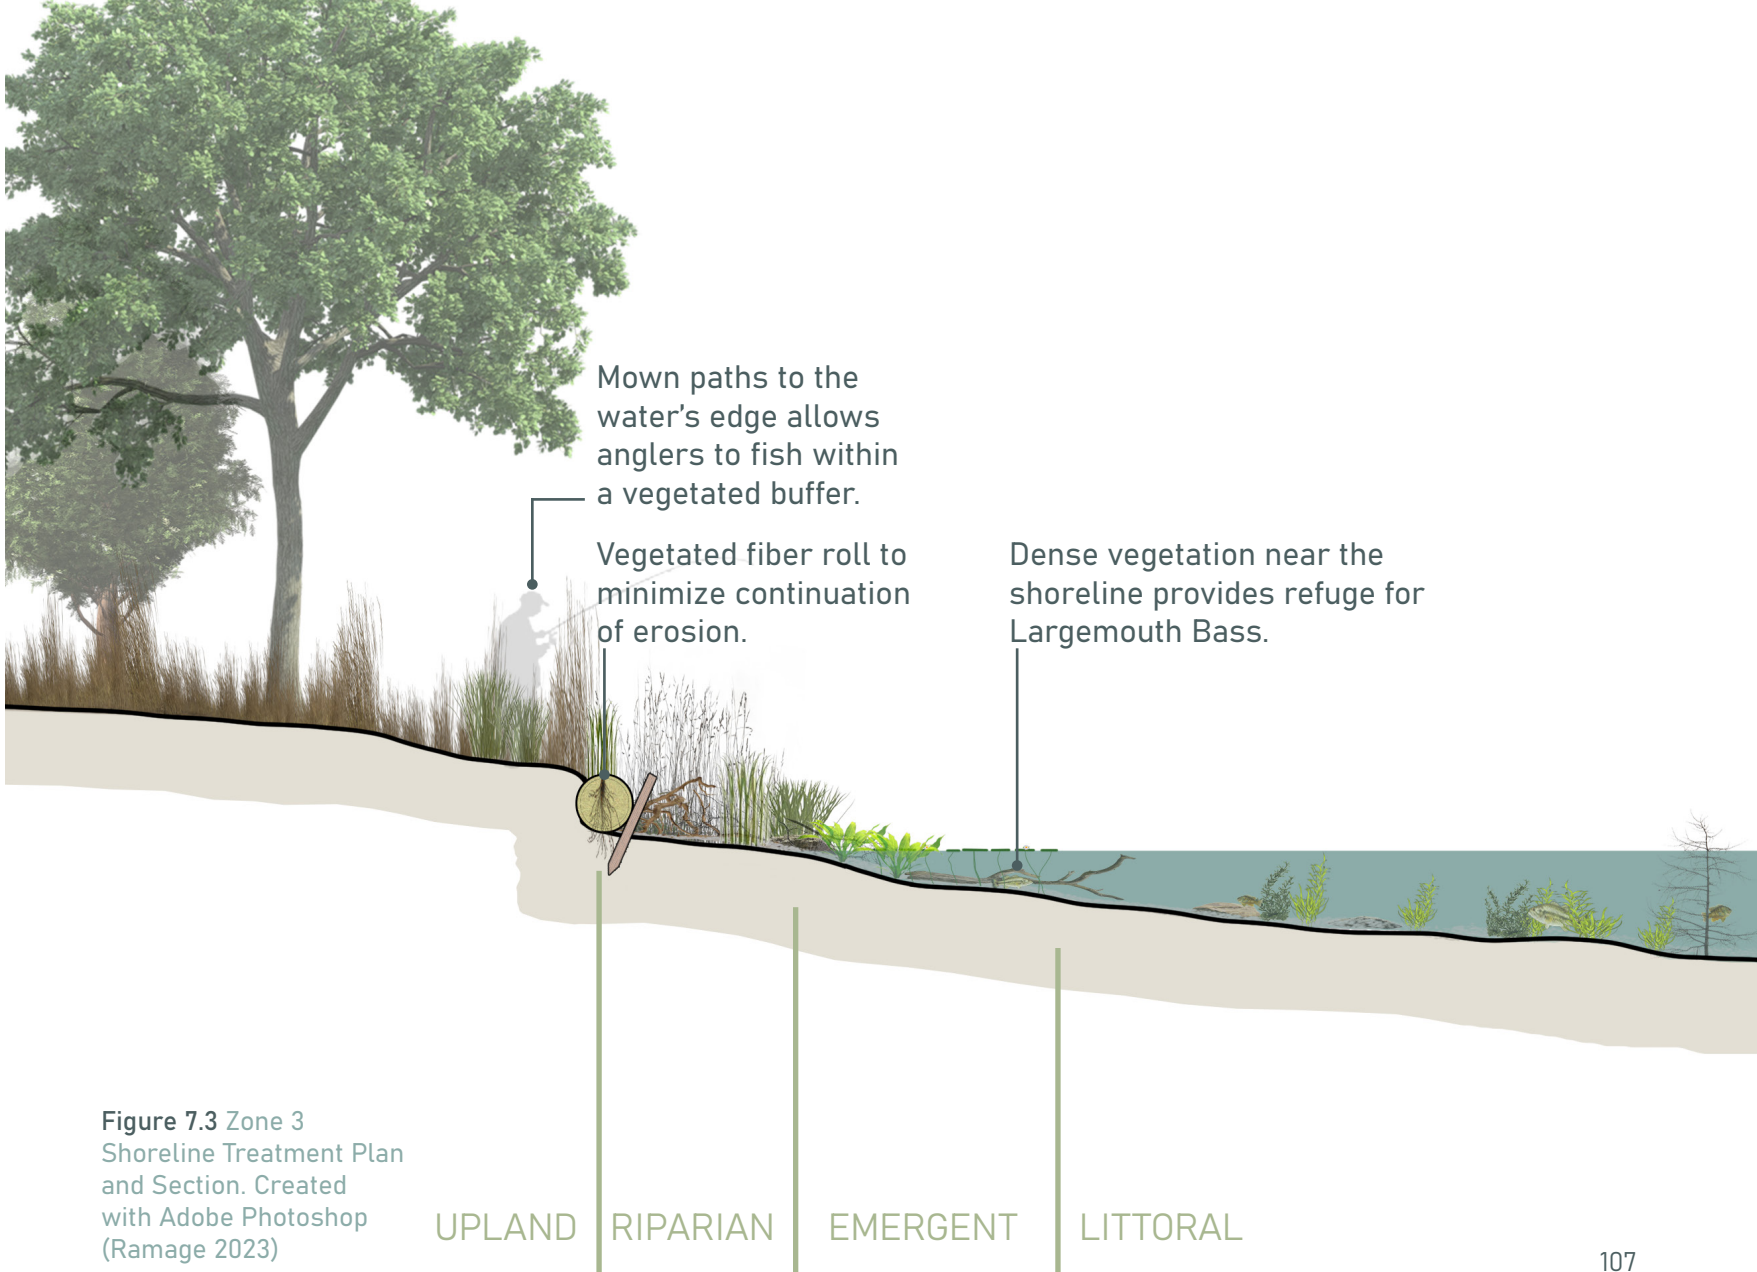 Mown paths to the
water's edge allows
anglers to fish within
a vegetated buffer.
Vegetated fiber roll to
minimize continuation
of erosion.
Dense vegetation near the
shoreline provides refuge for
Largemouth Bass.
Figure 7.3 Zone 3
Shoreline Treatment Plan
and Section. Created
with Adobe Photoshop
(Ramage 2023)
UPLAND
RIPARIAN
EMERGENT
LITTORAL
107